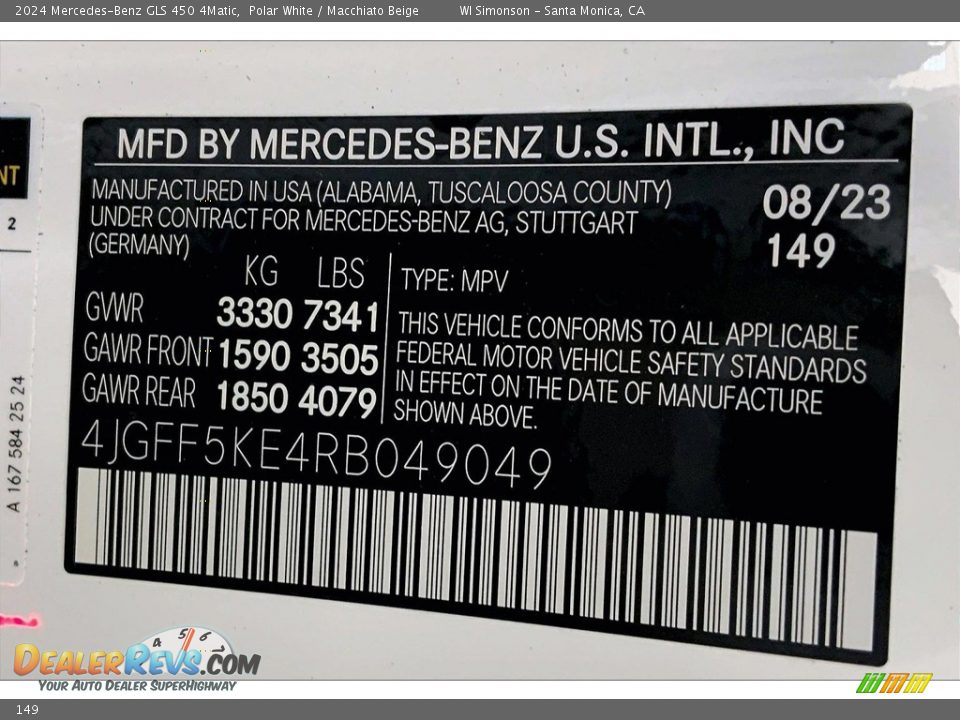 2024 Mercedes-Benz GLS 450 4Matic,  Polar White / Macchiato Beige WI Simonson - Santa Monica, CA
MFD BY MERCEDES-BENZ U.S. INTL., INC
MANUFACTURED IN USA (ALABAMA, TUSCALOOSA COUNTY)
UNDER CONTRACT FOR MERCEDES-BENZ AG, STUTTGART
(GERMANY)
08/23
149
KG LBS
GVWR 3330 7341
GAWR FRONT 1590 3505
GAWR REAR 1850 4079
TYPE: MPV
THIS VEHICLE CONFORMS TO ALL APPLICABLE
FEDERAL MOTOR VEHICLE SAFETY STANDARDS
IN EFFECT ON THE DATE OF MANUFACTURE
SHOWN ABOVE.
4JGFF5KE4RB049049
NT
2
A 167 584 25 24
4 5 6
DEALERREVS.COM
YOUR AUTO DEALER SUPERHIGHWAY
149